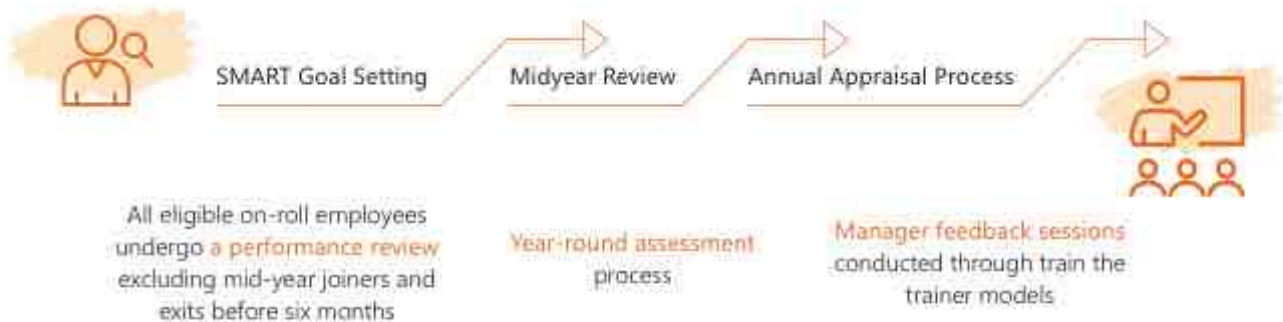 SMART Goal Setting
Midyear Review
Annual Appraisal Process
All eligible on-roll employees
undergo a performance review
excluding mid-year joiners and
exits before six months
Year-round assessment
process
Manager feedback sessions
conducted through train the
trainer models